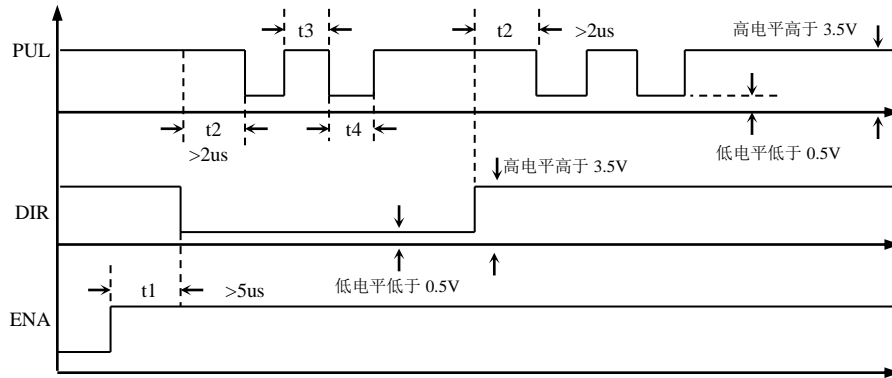 t3
t2
>2us
高电平高于 3.5V
PUL
t2
t4
>2us
低电平低于 0.5V
高电平高于 3.5V
DIR
低电平低于 0.5V
t1
>5us
ENA